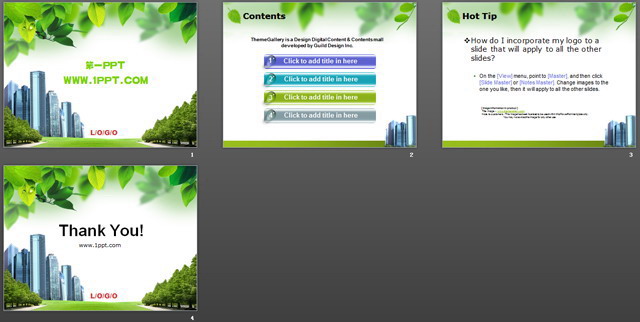 第一PPT
WWW.1PPT.COM
L/O/G/O
1
Contents
ThemeGallery is a Design Digital Content & Contents mall
developed by Guild Design Inc.
1 Click to add title in here
2 Click to add title in here
3 Click to add title in here
4 Click to add title in here
2
Hot Tip
How do I incorporate my logo to a
slide that will apply to all the other
slides?
On the [View] menu, point to [Master], and then click
[Slide Master] or [Notes Master]. Change images to the
one you like, then it will apply to all the other slides.
3
Thank You!
www.1ppt.com
L/O/G/O
4